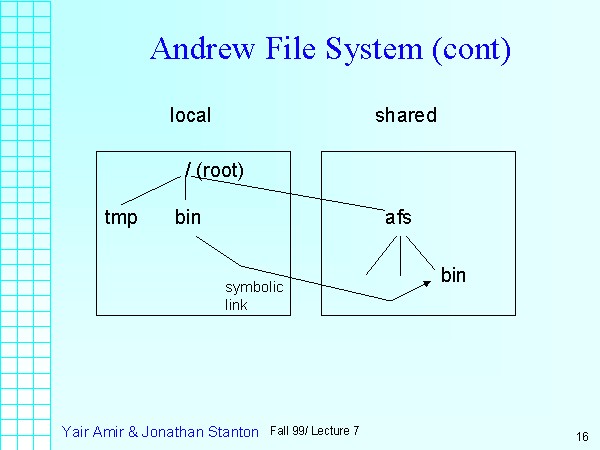 Andrew File System (cont)
local shared
/ (root)
tmp bin afs
bin
symbolic
link
Yair Amir & Jonathan Stanton Fall 99/ Lecture 7 16